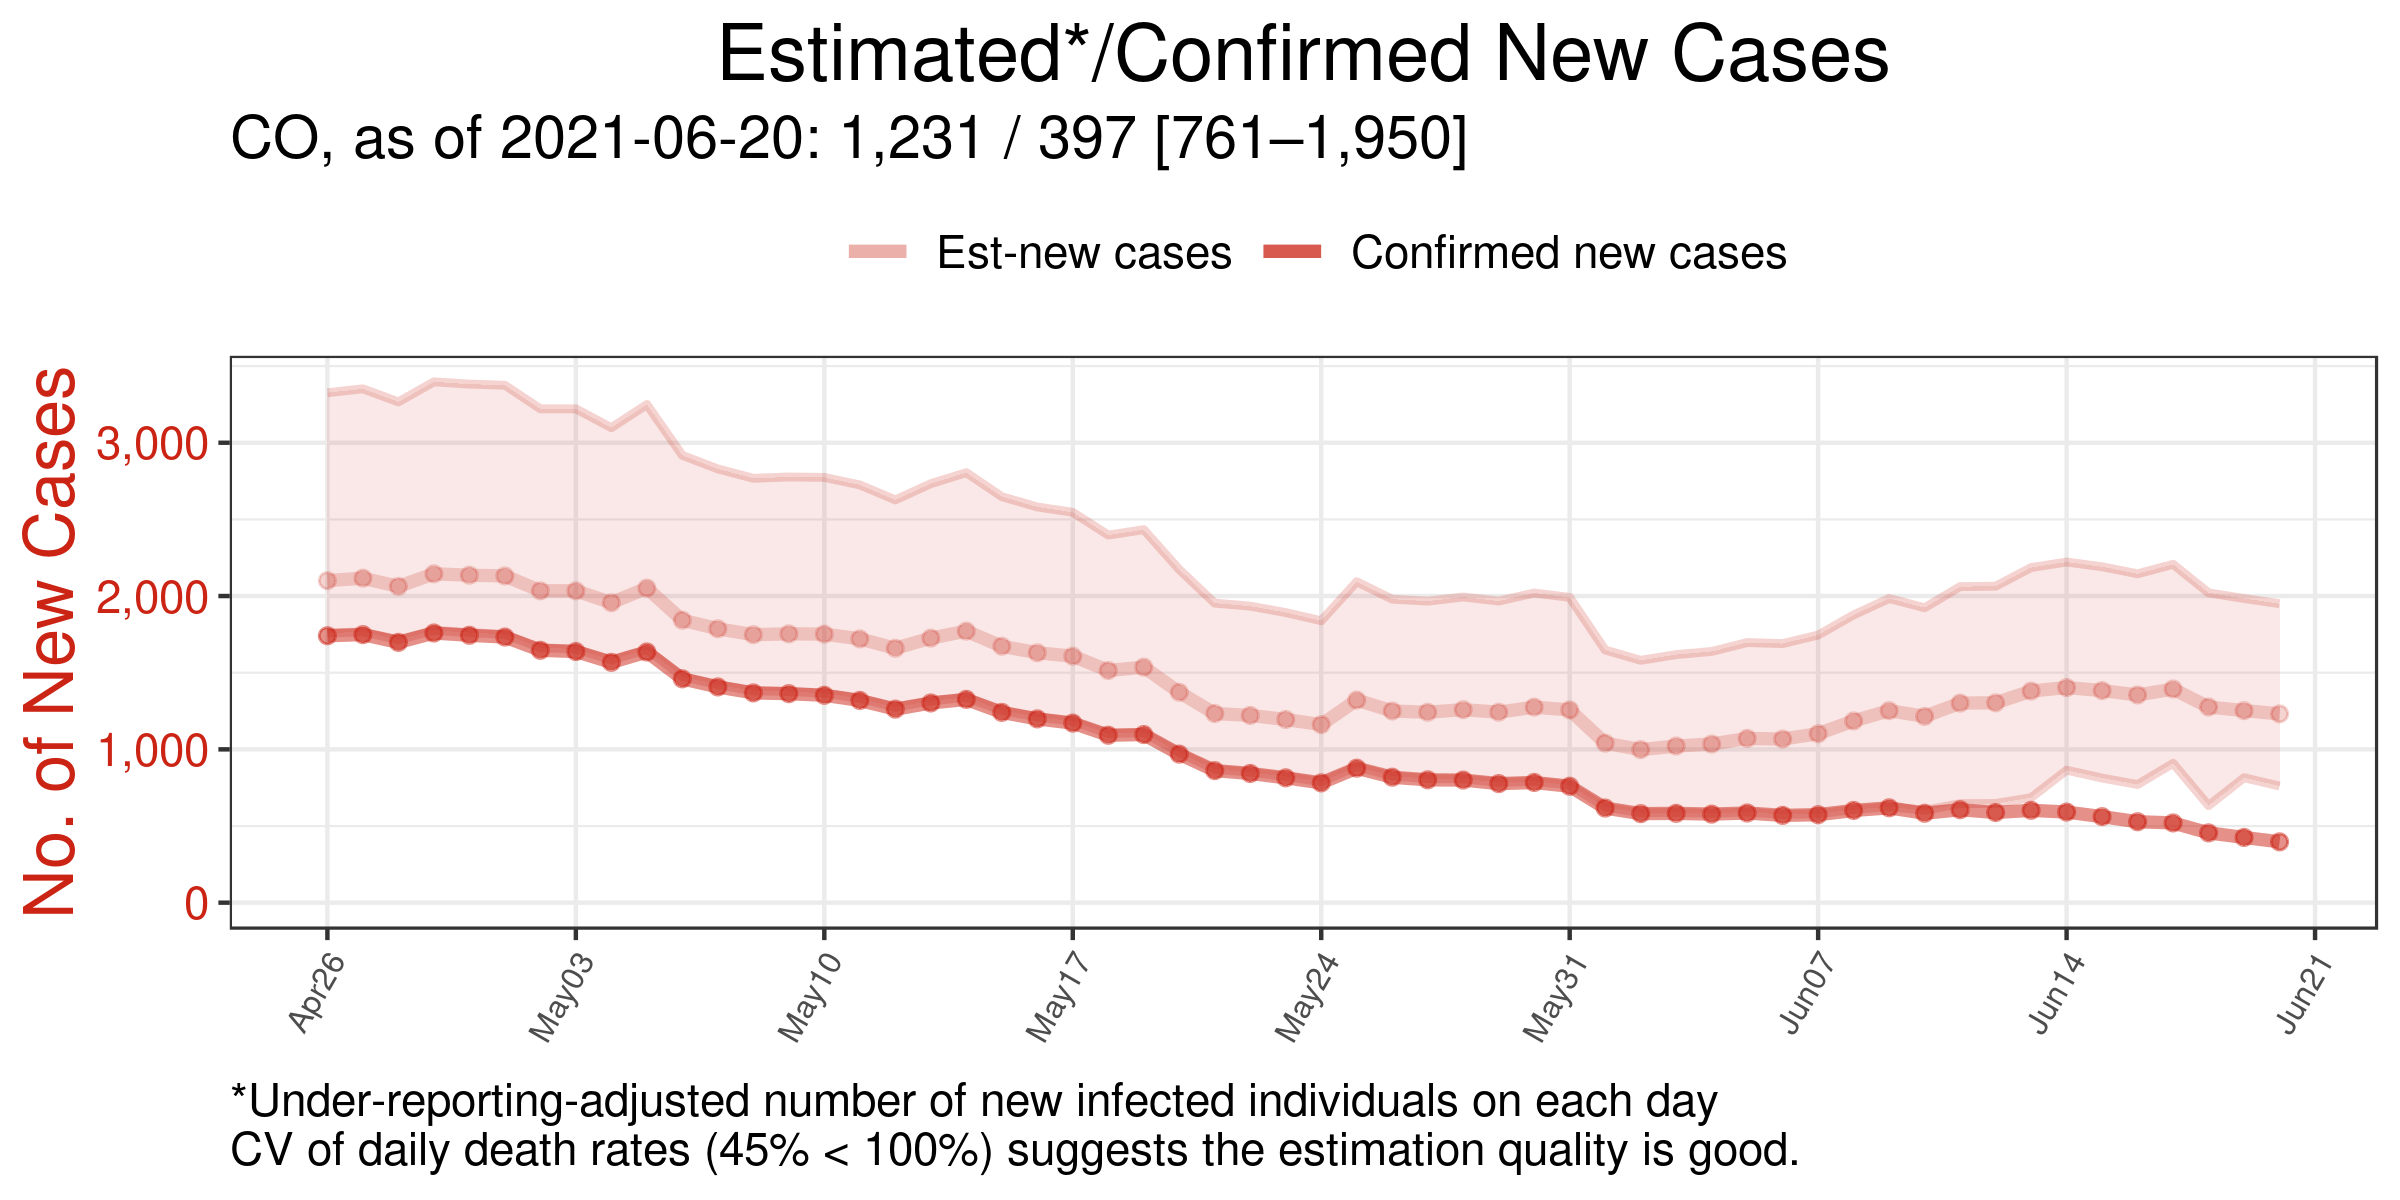 Estimated*/Confirmed New Cases
CO, as of 2021-06-20: 1,231 / 397 [761–1,950]
Est-new cases Confirmed new cases
No. of New Cases
3,000
2,000
1,000
0
Apr26 May03 May10 May17 May24 May31 Jun07 Jun14 Jun21
*Under-reporting-adjusted number of new infected individuals on each day
CV of daily death rates (45% < 100%) suggests the estimation quality is good.